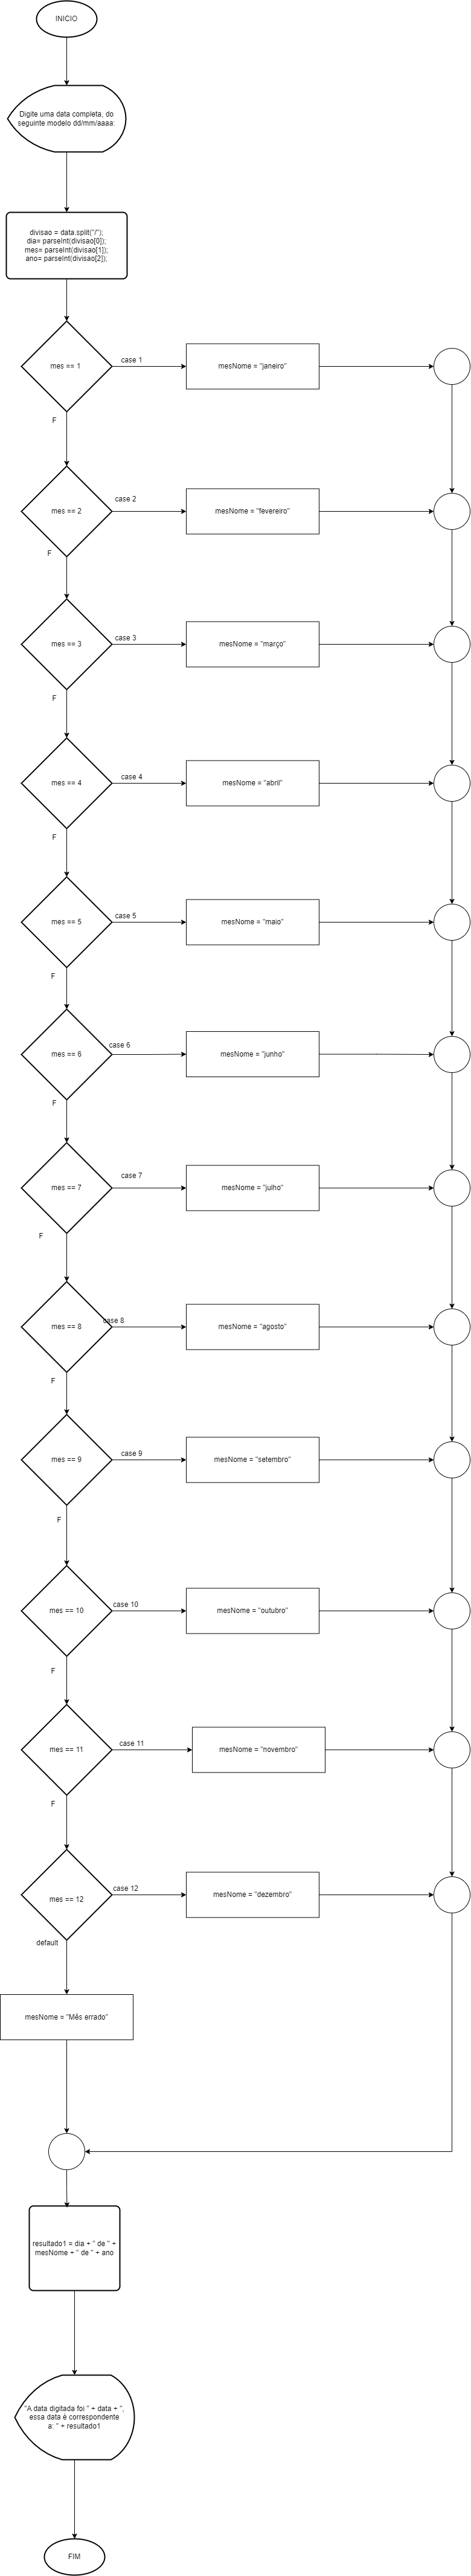 INICIO
Digite uma data completa, do
seguinte modelo dd/mm/aaaa:
divisao = data.split("/");
dia= parseInt(divisao[0]);
mes= parseInt(divisao[1]);
ano= parseInt(divisao[2]);
mes == 1
case 1
mesNome = "janeiro"
F
mes == 2
case 2
mesNome = "fevereiro"
F
mes == 3
case 3
mesNome = "março"
F
mes == 4
case 4
mesNome = "abril"
F
mes == 5
case 5
mesNome = "maio"
F
mes == 6
case 6
mesNome = "junho"
F
mes == 7
case 7
mesNome = "julho"
F
mes == 8
case 8
mesNome = "agosto"
F
mes == 9
case 9
mesNome = "setembro"
F
mes == 10
case 10
mesNome = "outubro"
F
mes == 11
case 11
mesNome = "novembro"
F
mes == 12
case 12
mesNome = "dezembro"
default
mesNome = "Mês errado"
resultado1 = dia + " de " +
mesNome + " de " + ano
"A data digitada foi " + data + ",
essa data è correspondente
a: " + resultado1
FIM